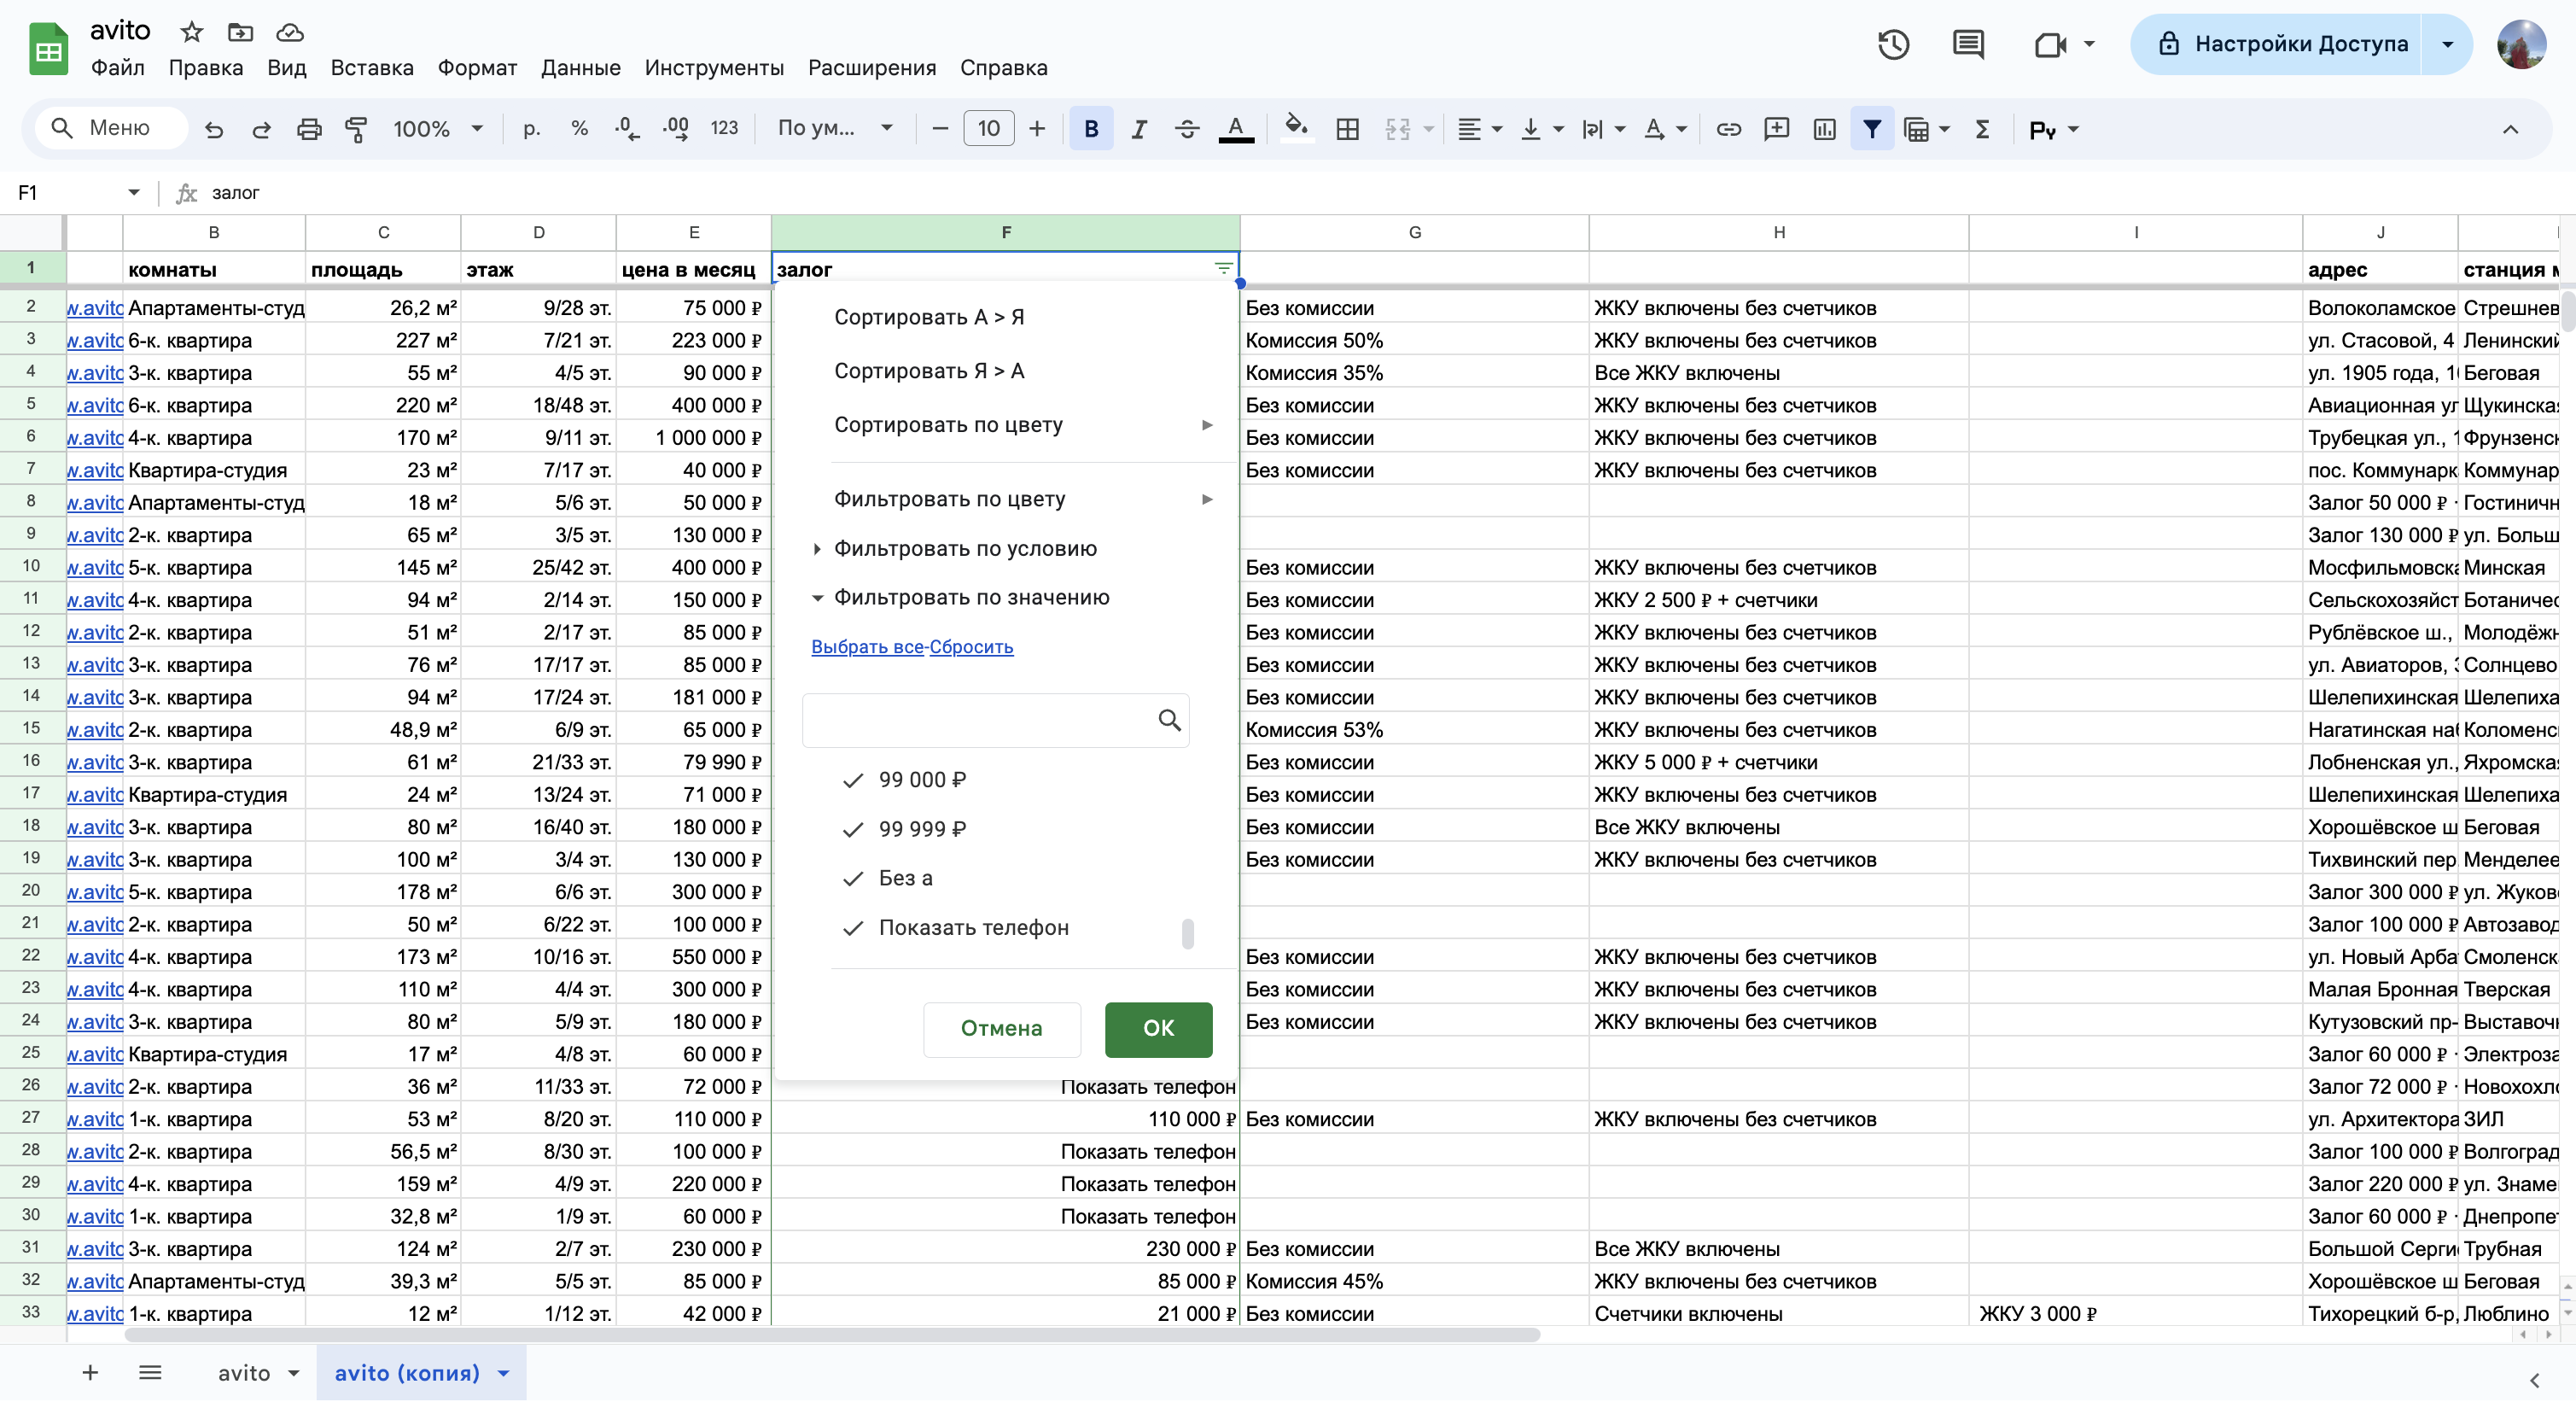 avito
Файл Правка Вид Вставка Формат Данные Инструменты Расширения Справка
Настройки Доступа
Меню 100% р. % .0 .00 123 По ум... 10 B I A Σ Ру
F1 fx залог
B C D E F G H I J
1 комнаты площадь этаж цена в месяц залог адрес станция м
2 w.avito Апартаменты-студ 26,2 м² 9/28 эт. 75 000 ₽ Без комиссии ЖКУ включены без счетчиков Волоколамское Стрешнев
3 w.avito 6-к. квартира 227 м² 7/21 эт. 223 000 ₽ Комиссия 50% ЖКУ включены без счетчиков ул. Стасовой, 4 Ленинский
4 w.avito 3-к. квартира 55 м² 4/5 эт. 90 000 ₽ Комиссия 35% Все ЖКУ включены ул. 1905 года, 1 Беговая
5 w.avito 6-к. квартира 220 м² 18/48 эт. 400 000 ₽ Без комиссии ЖКУ включены без счетчиков Авиационная ул Щукинска
6 w.avito 4-к. квартира 170 м² 9/11 эт. 1 000 000 ₽ Без комиссии ЖКУ включены без счетчиков Трубецкая ул., 1 Фрунзенс
7 w.avito Квартира-студия 23 м² 7/17 эт. 40 000 ₽ Без комиссии ЖКУ включены без счетчиков пос. Коммунарк Коммунар
8 w.avito Апартаменты-студ 18 м² 5/6 эт. 50 000 ₽ Залог 50 000 ₽ · Гостиничн
9 w.avito 2-к. квартира 65 м² 3/5 эт. 130 000 ₽ Залог 130 000 ₽ ул. Больш
10 w.avito 5-к. квартира 145 м² 25/42 эт. 400 000 ₽ Без комиссии ЖКУ включены без счетчиков Мосфильмовска Минская
11 w.avito 4-к. квартира 94 м² 2/14 эт. 150 000 ₽ Без комиссии ЖКУ 2 500 ₽ + счетчики Сельскохозяйст Ботаничес
12 w.avito 2-к. квартира 51 м² 2/17 эт. 85 000 ₽ Без комиссии ЖКУ включены без счетчиков Рублёвское ш., Молодёжн
13 w.avito 3-к. квартира 76 м² 17/17 эт. 85 000 ₽ Без комиссии ЖКУ включены без счетчиков ул. Авиаторов, Солнцево
14 w.avito 3-к. квартира 94 м² 17/24 эт. 181 000 ₽ Без комиссии ЖКУ включены без счетчиков Шелепихинская Шелепиха
15 w.avito 2-к. квартира 48,9 м² 6/9 эт. 65 000 ₽ Комиссия 53% ЖКУ включены без счетчиков Нагатинская на Коломенс
16 w.avito 3-к. квартира 61 м² 21/33 эт. 79 990 ₽ Без комиссии ЖКУ 5 000 ₽ + счетчики Лобненская ул., Яхромска
17 w.avito Квартира-студия 24 м² 13/24 эт. 71 000 ₽ Без комиссии ЖКУ включены без счетчиков Шелепихинская Шелепиха
18 w.avito 3-к. квартира 80 м² 16/40 эт. 180 000 ₽ Без комиссии Все ЖКУ включены Хорошёвское ш Беговая
19 w.avito 3-к. квартира 100 м² 3/4 эт. 130 000 ₽ Без комиссии ЖКУ включены без счетчиков Тихвинский пер Менделее
20 w.avito 5-к. квартира 178 м² 6/6 эт. 300 000 ₽ Залог 300 000 ₽ ул. Жуков
21 w.avito 2-к. квартира 50 м² 6/22 эт. 100 000 ₽ Залог 100 000 ₽ Автозавод
22 w.avito 4-к. квартира 173 м² 10/16 эт. 550 000 ₽ Без комиссии ЖКУ включены без счетчиков ул. Новый Арба Смоленск
23 w.avito 4-к. квартира 110 м² 4/4 эт. 300 000 ₽ Без комиссии ЖКУ включены без счетчиков Малая Бронная Тверская
24 w.avito 3-к. квартира 80 м² 5/9 эт. 180 000 ₽ Без комиссии ЖКУ включены без счетчиков Кутузовский пр- Выставочн
25 w.avito Квартира-студия 17 м² 4/8 эт. 60 000 ₽ Залог 60 000 ₽ · Электроза
26 w.avito 2-к. квартира 36 м² 11/33 эт. 72 000 ₽ Показать телефон Залог 72 000 ₽ · Новохохло
27 w.avito 1-к. квартира 53 м² 8/20 эт. 110 000 ₽ 110 000 ₽ Без комиссии ЖКУ включены без счетчиков ул. Архитектора ЗИЛ
28 w.avito 2-к. квартира 56,5 м² 8/30 эт. 100 000 ₽ Показать телефон Залог 100 000 ₽ Волгоград
29 w.avito 4-к. квартира 159 м² 4/9 эт. 220 000 ₽ Показать телефон Залог 220 000 ₽ ул. Знаме
30 w.avito 1-к. квартира 32,8 м² 1/9 эт. 60 000 ₽ Показать телефон Залог 60 000 ₽ · Днепропе
31 w.avito 3-к. квартира 124 м² 2/7 эт. 230 000 ₽ 230 000 ₽ Без комиссии Все ЖКУ включены Большой Серги Трубная
32 w.avito Апартаменты-студ 39,3 м² 5/5 эт. 85 000 ₽ 85 000 ₽ Комиссия 45% ЖКУ включены без счетчиков Хорошёвское ш Беговая
33 w.avito 1-к. квартира 12 м² 1/12 эт. 42 000 ₽ 21 000 ₽ Без комиссии Счетчики включены ЖКУ 3 000 ₽ Тихорецкий б-р, Люблино
Сортировать А > Я
Сортировать Я > А
Сортировать по цвету
Фильтровать по цвету
Фильтровать по условию
Фильтровать по значению
Выбрать все-Сбросить
99 000 ₽
99 999 ₽
Без а
Показать телефон
Отмена ОК
avito avito (копия)